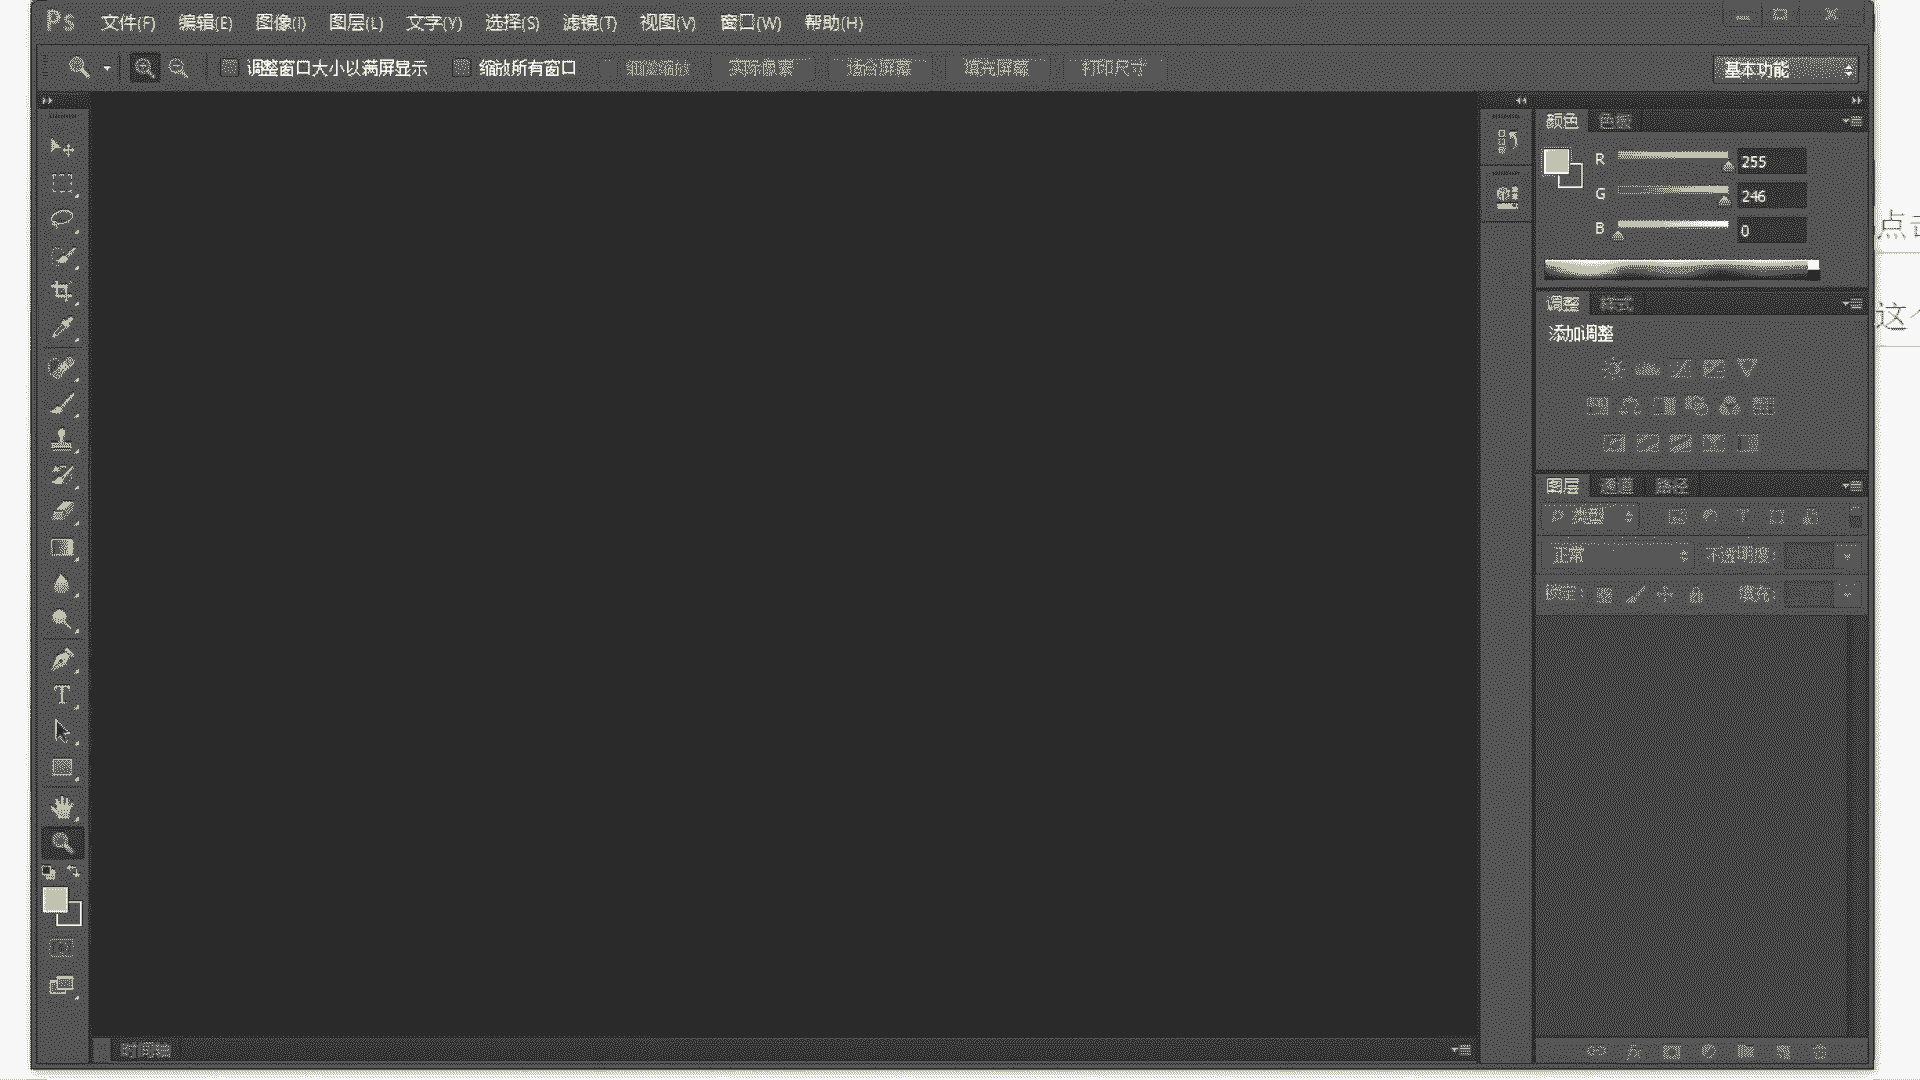 Ps 文件(F) 编辑(E) 图像(I) 图层(L) 文字(Y) 选择(S) 滤镜(T) 视图(V) 窗口(W) 帮助(H)
调整窗口大小以满屏显示 缩放所有窗口 细微缩放 实际像素 适合屏幕 填充屏幕 打印尺寸 基本功能
颜色 色板
R 255
G 246
B 0
点击
这个
调整 样式
添加调整
图层 通道 路径
类型
正常 不透明度:
锁定: 填充:
T
fx
时间轴